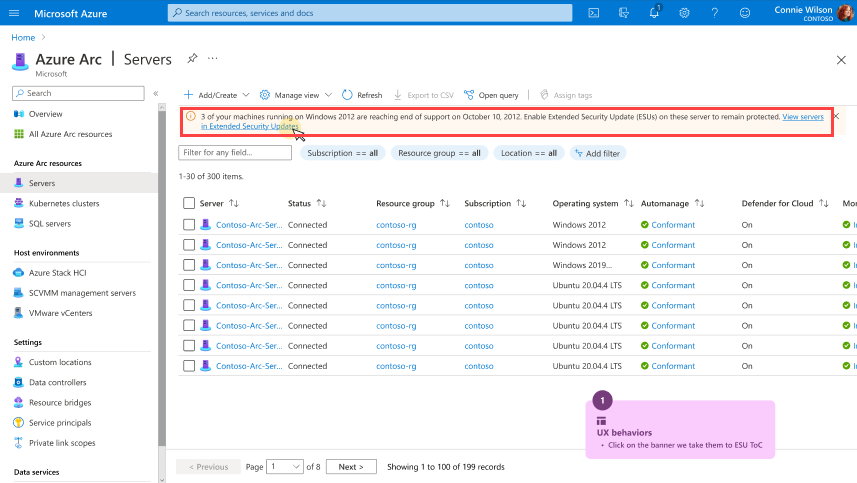 Microsoft Azure
Search resources, services and docs
1
Connie Wilson
CONTOSO
Home
Azure Arc | Servers
Microsoft
Search
Overview
All Azure Arc resources
Azure Arc resources
Servers
Kubernetes clusters
SQL servers
Host environments
Azure Stack HCI
SCVMM management servers
VMware vCenters
Settings
Custom locations
Data controllers
Resource bridges
Service principals
Private link scopes
Data services
Add/Create Manage view Refresh Export to CSV Open query Assign tags
3 of your machines running on Windows 2012 are reaching end of support on October 10, 2012. Enable Extended Security Update (ESUs) on these server to remain protected. View servers
in Extended Security Updates
Filter for any field... Subscription == all Resource group == all Location == all Add filter
1-30 of 300 items.
Server Status Resource group Subscription Operating system Automanage Defender for Cloud Mo
Contoso-Arc-Ser... Connected contoso-rg contoso Windows 2012 Conformant On
Contoso-Arc-Ser... Connected contoso-rg contoso Windows 2012 Conformant On
Contoso-Arc-Ser... Connected contoso-rg contoso Windows 2019... Conformant On
Contoso-Arc-Ser... Connected contoso-rg contoso Ubuntu 20.04.4 LTS Conformant On
Contoso-Arc-Ser... Connected contoso-rg contoso Ubuntu 20.04.4 LTS Conformant On
Contoso-Arc-Ser... Connected contoso-rg contoso Ubuntu 20.04.4 LTS Conformant On
Contoso-Arc-Ser... Connected contoso-rg contoso Ubuntu 20.04.4 LTS Conformant On
Contoso-Arc-Ser... Connected contoso-rg contoso Ubuntu 20.04.4 LTS Conformant On
1
UX behaviors
• Click on the banner we take them to ESU ToC
< Previous Page 1 of 8 Next > Showing 1 to 100 of 199 records